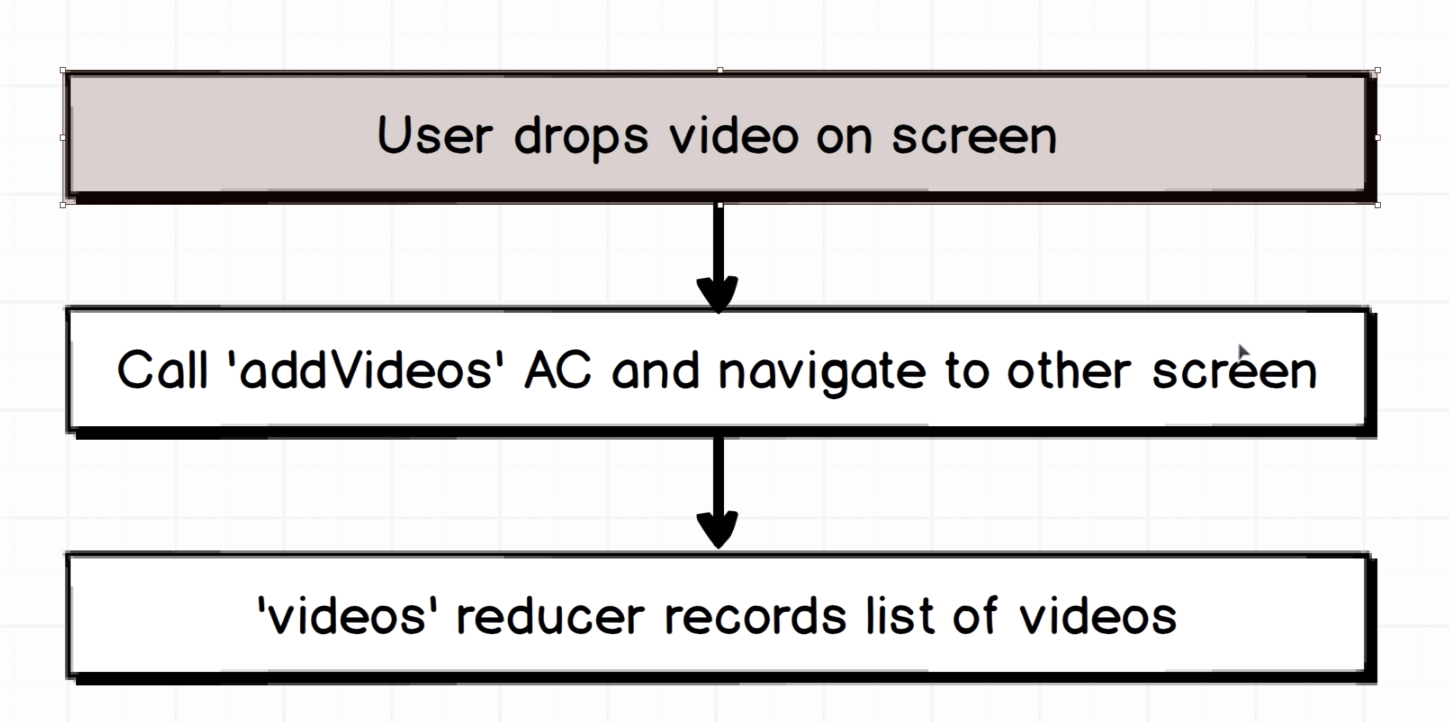 User drops video on screen
Call 'addVideos' AC and navigate to other screen
'videos' reducer records list of videos